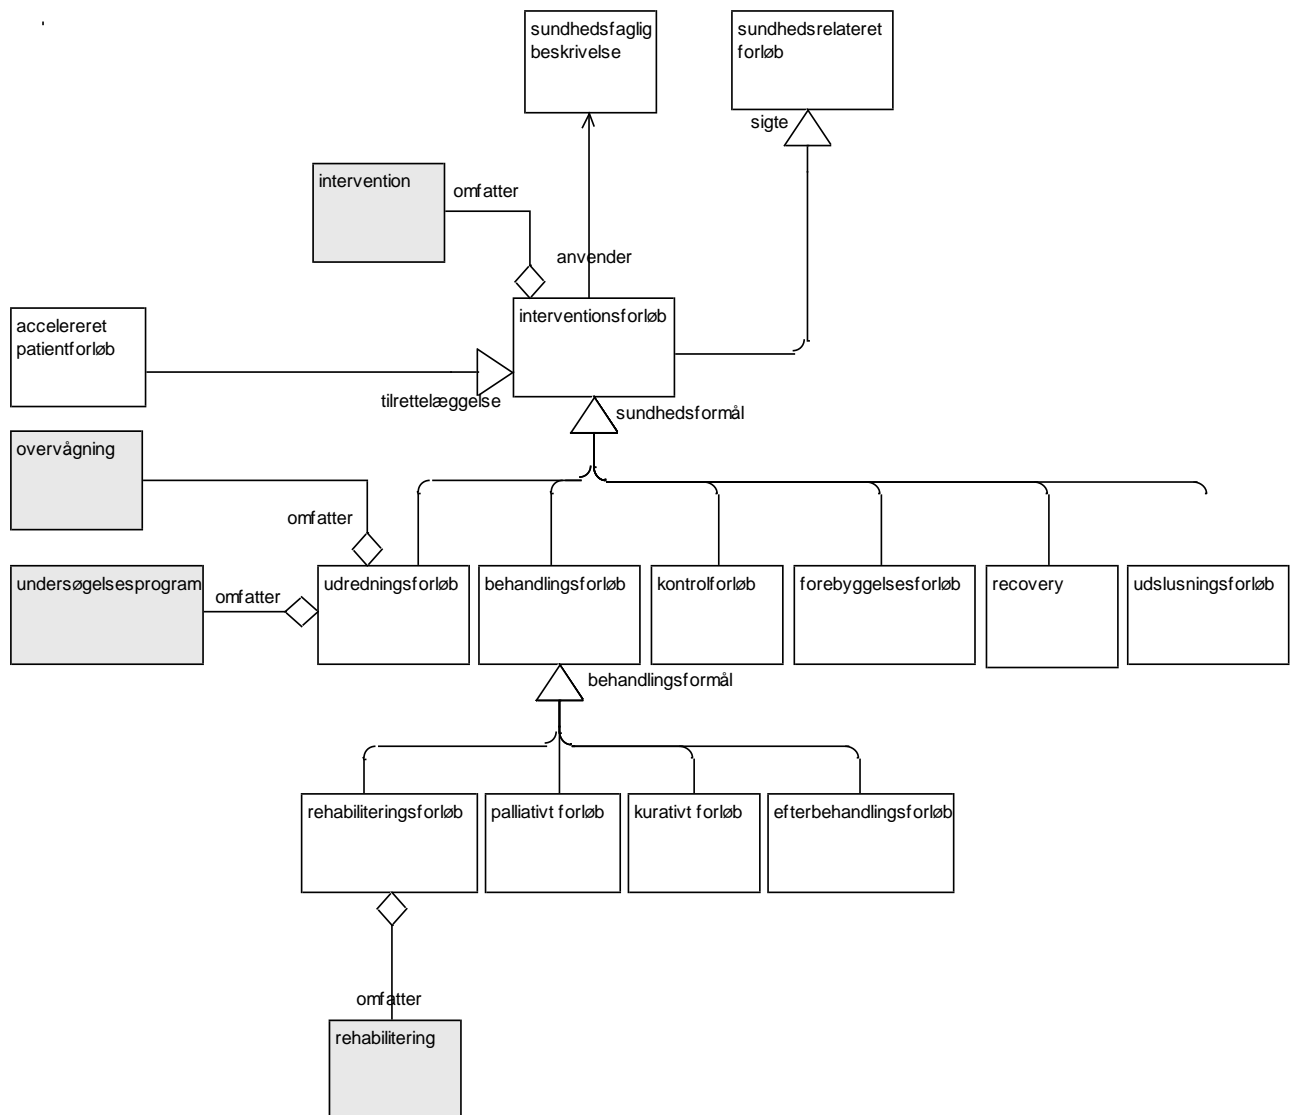 sundhedsfaglig
beskrivelse
sundhedsrelateret
forløb
sigte
intervention
omfatter
anvender
interventionsforløb
accelereret
patientforløb
tilrettelæggelse
sundhedsformål
overvågning
omfatter
undersøgelsesprogram
omfatter
udredningsforløb
behandlingsforløb
kontrolforløb
forebyggelsesforløb
recovery
udslusningsforløb
behandlingsformål
rehabiliteringsforløb
palliativt forløb
kurativt forløb
efterbehandlingsforløb
omfatter
rehabilitering